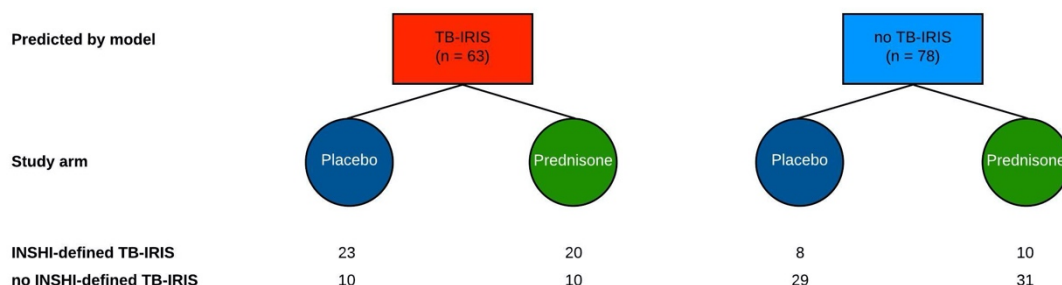 Predicted by model
TB-IRIS
(n = 63)
no TB-IRIS
(n = 78)
Study arm
Placebo
Prednisone
Placebo
Prednisone
INSHI-defined TB-IRIS 23 20 8 10
no INSHI-defined TB-IRIS 10 10 29 31